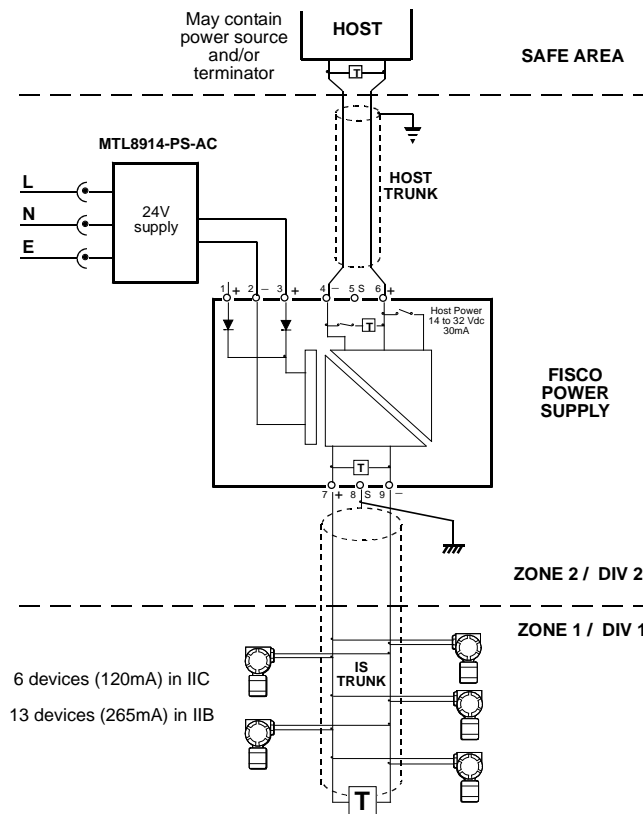 May contain
power source
and/or
terminator
HOST
T
SAFE AREA
MTL8914-PS-AC
L
N
E
24V
supply
HOST
TRUNK
1 + 2 − 3 + 4 − 5 S 6 +
Host Power
14 to 32 Vdc
30mA
T
FISCO
POWER
SUPPLY
T
7 + 8 S 9 −
ZONE 2 / DIV 2
ZONE 1 / DIV 1
IS
TRUNK
6 devices (120mA) in IIC
13 devices (265mA) in IIB
T